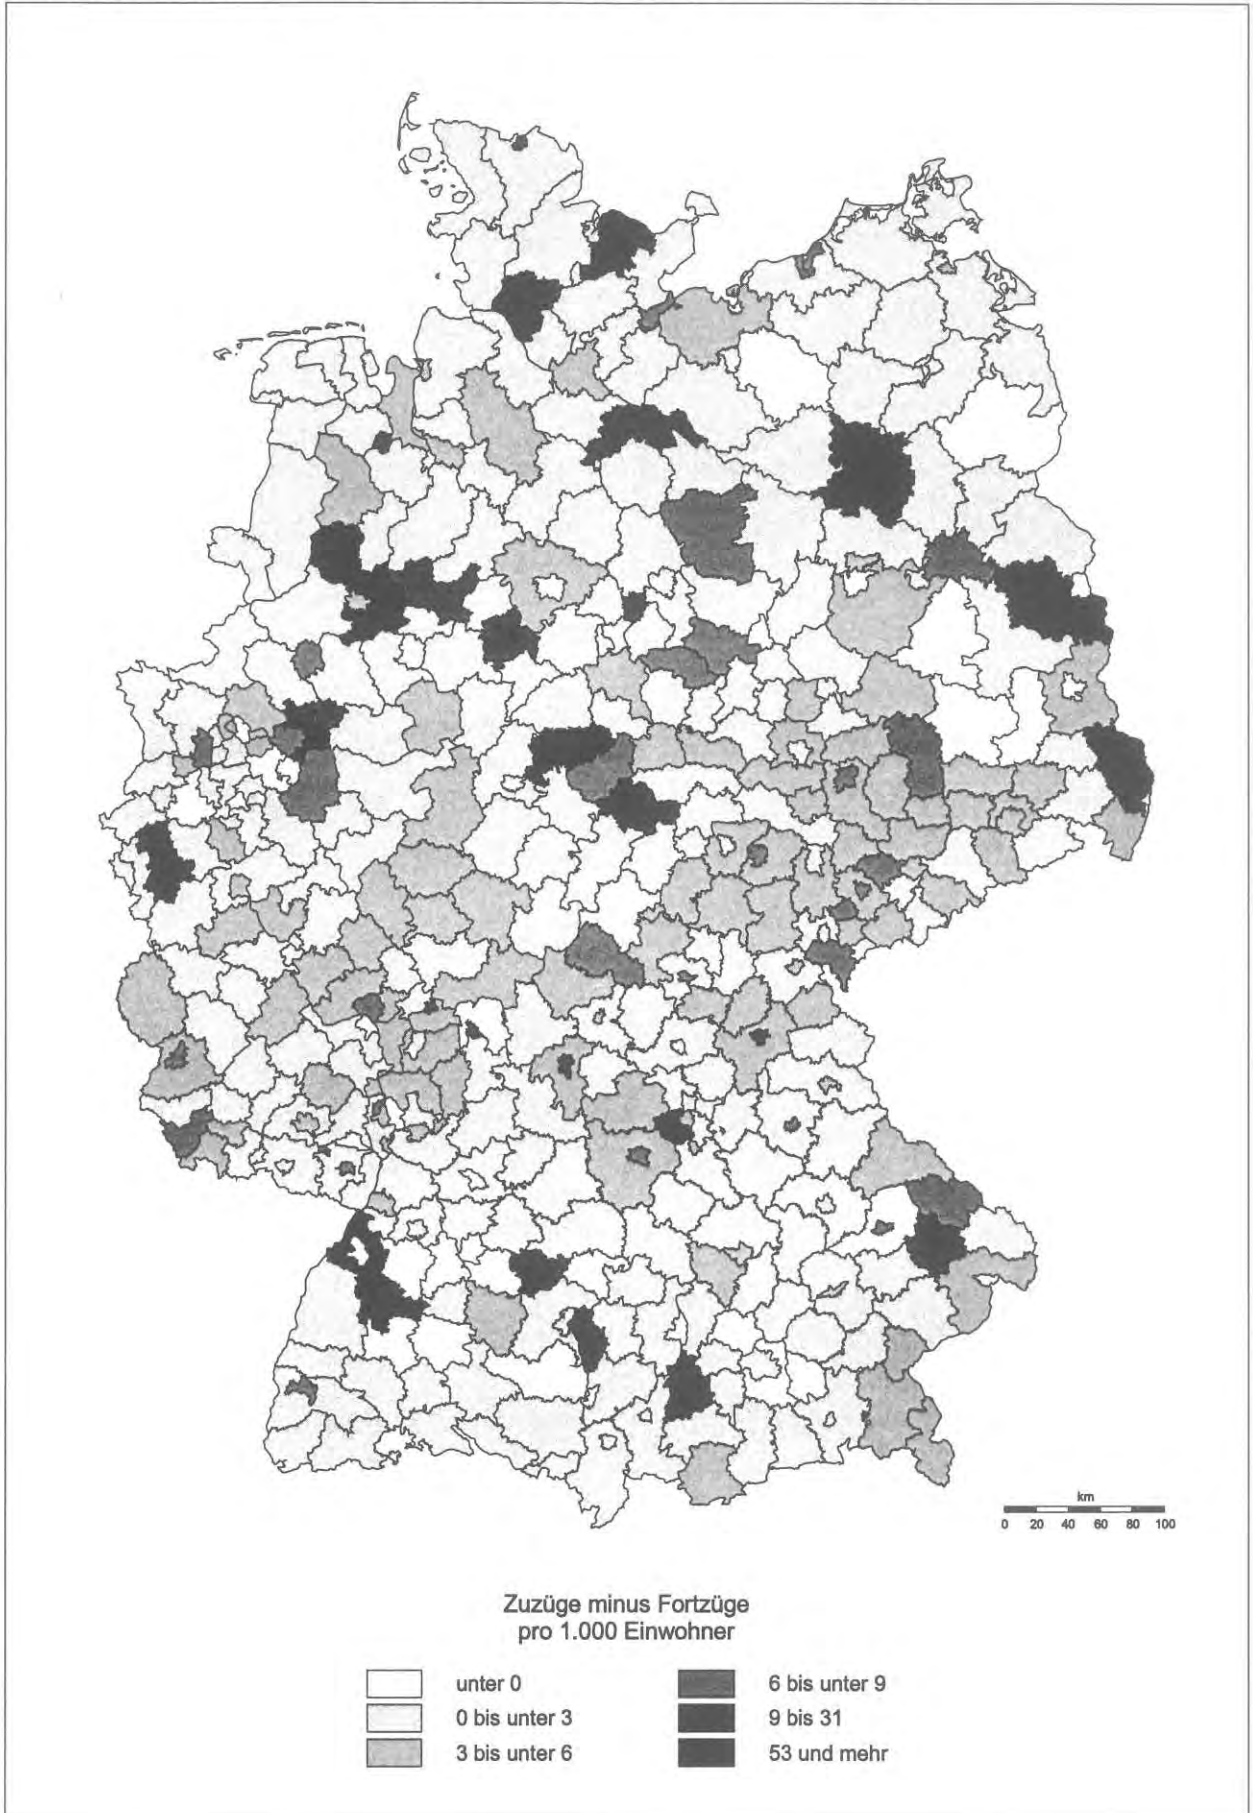 km
0 20 40 60 80 100
Zuzüge minus Fortzüge
pro 1.000 Einwohner
unter 0
0 bis unter 3
3 bis unter 6
6 bis unter 9
9 bis 31
53 und mehr